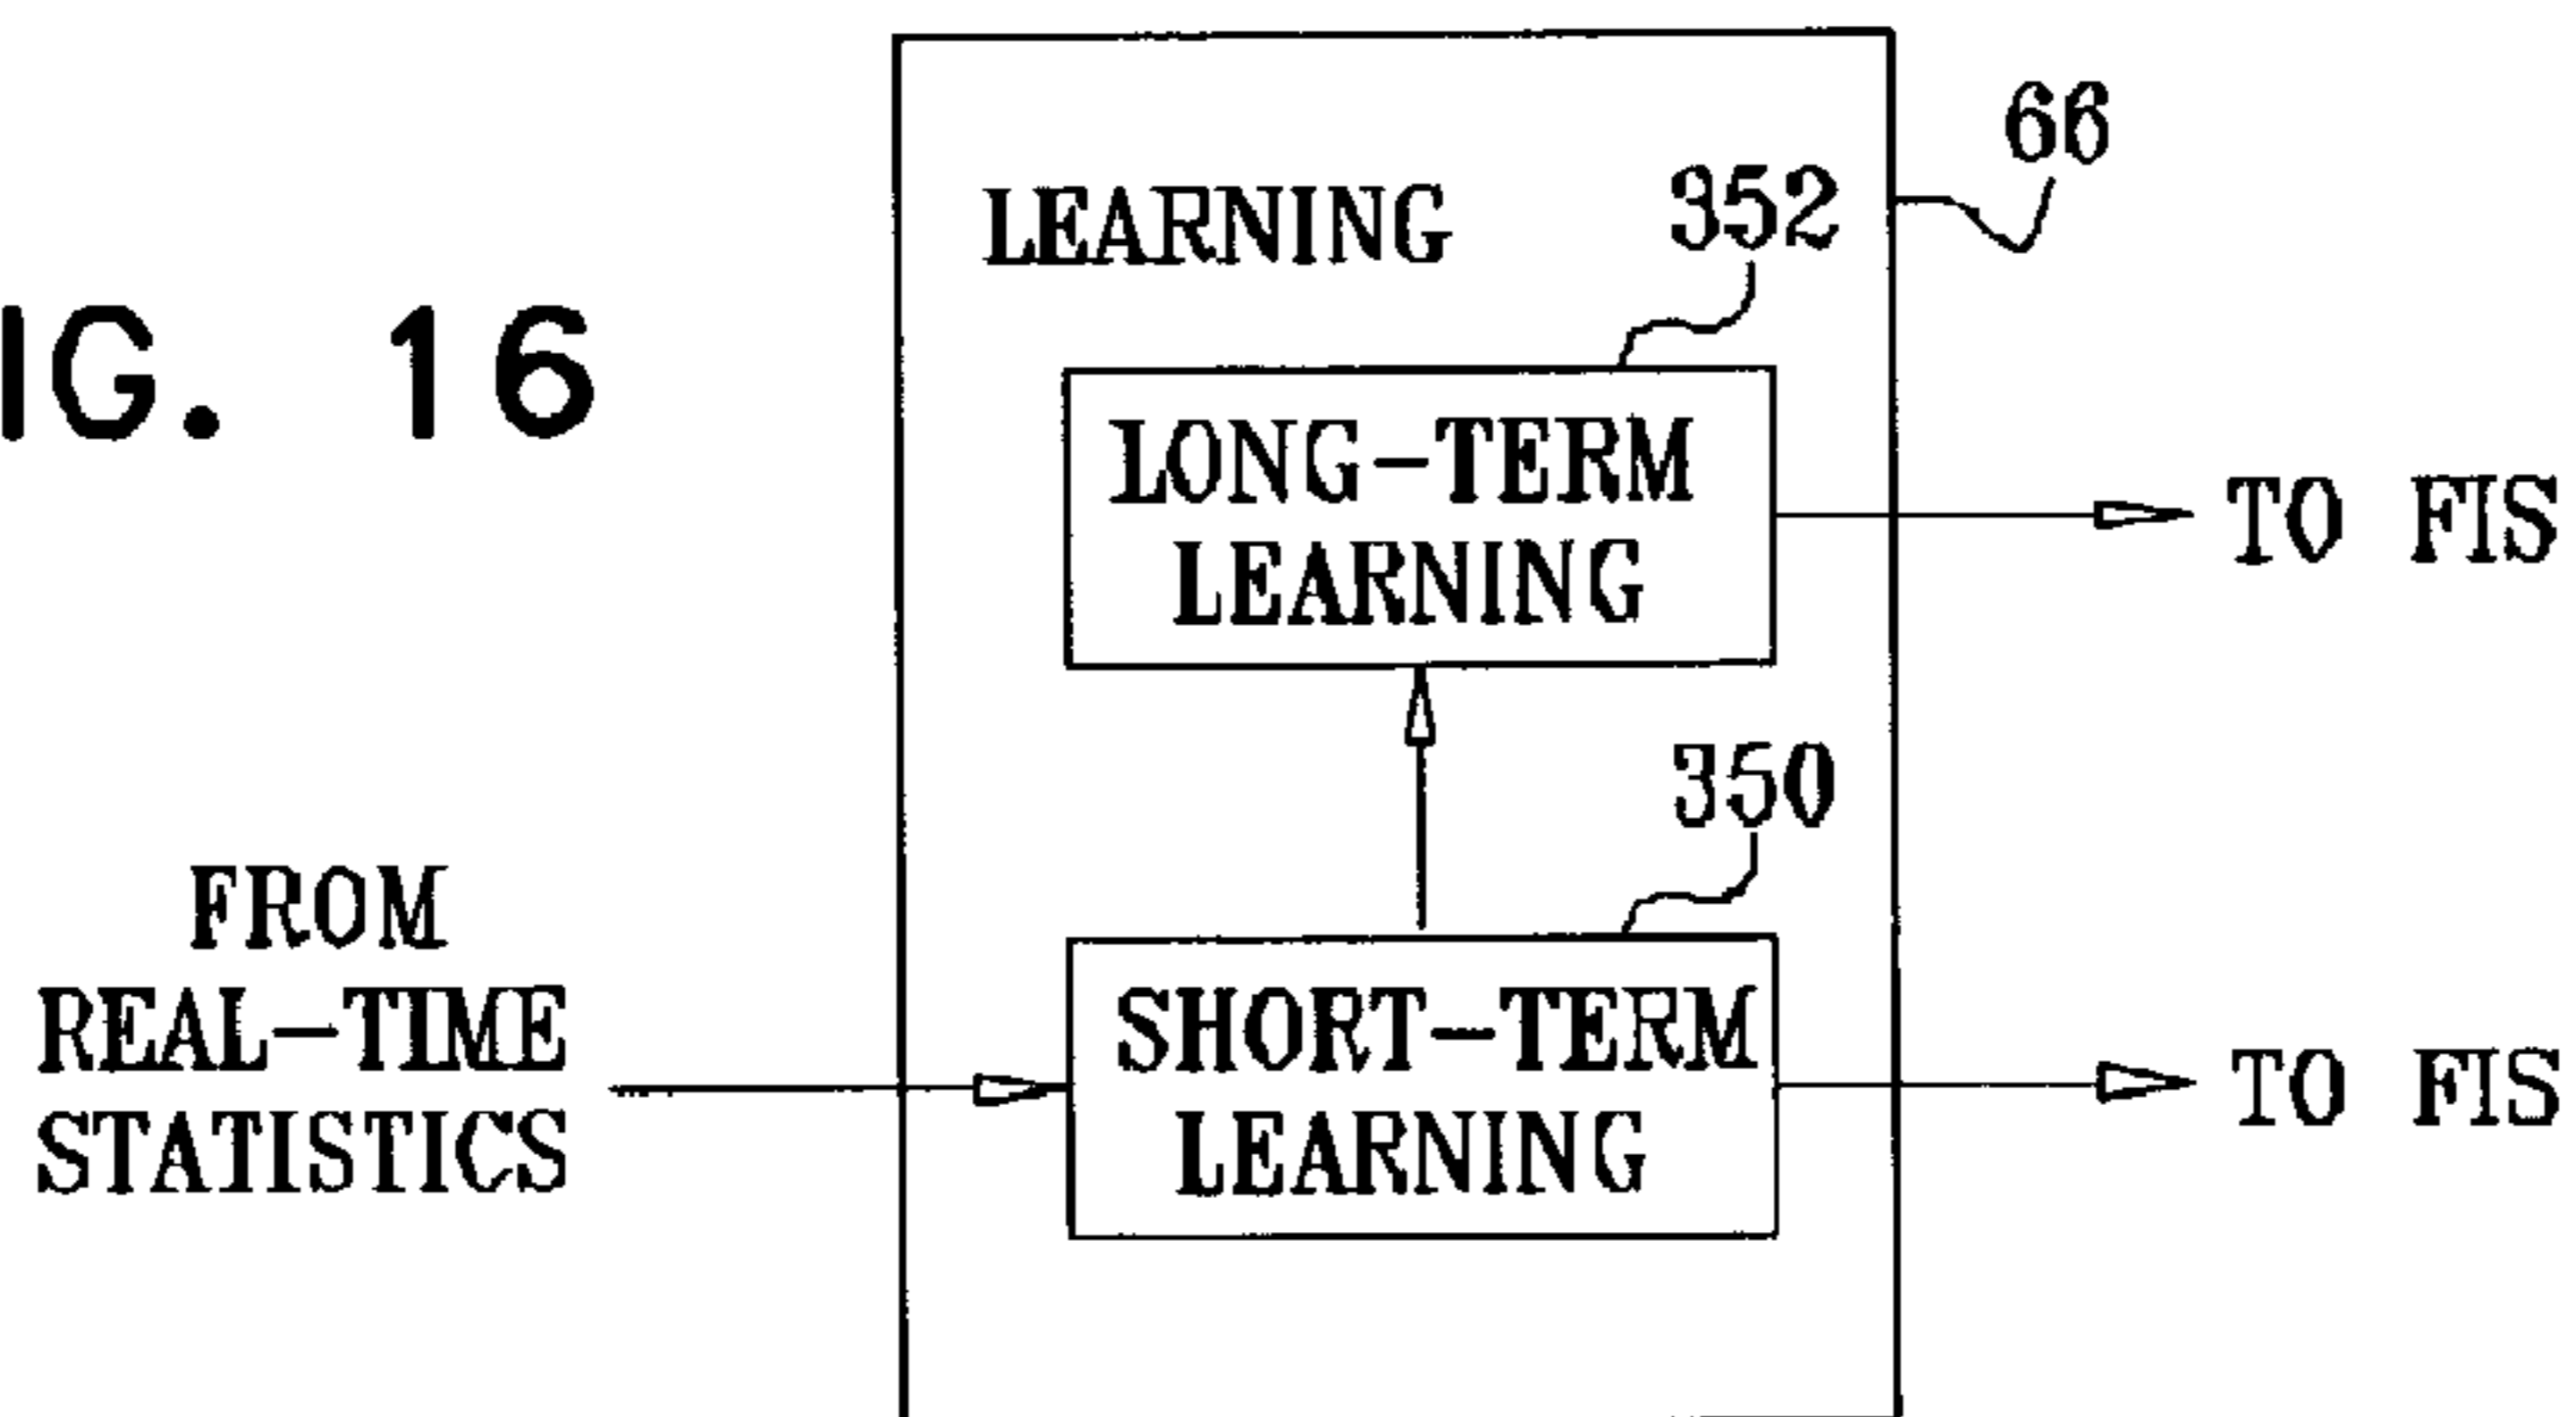 IG. 16
LEARNING
66
352
LONG-TERM
LEARNING
TO FIS
350
FROM
REAL-TIME
STATISTICS
SHORT-TERM
LEARNING
TO FIS